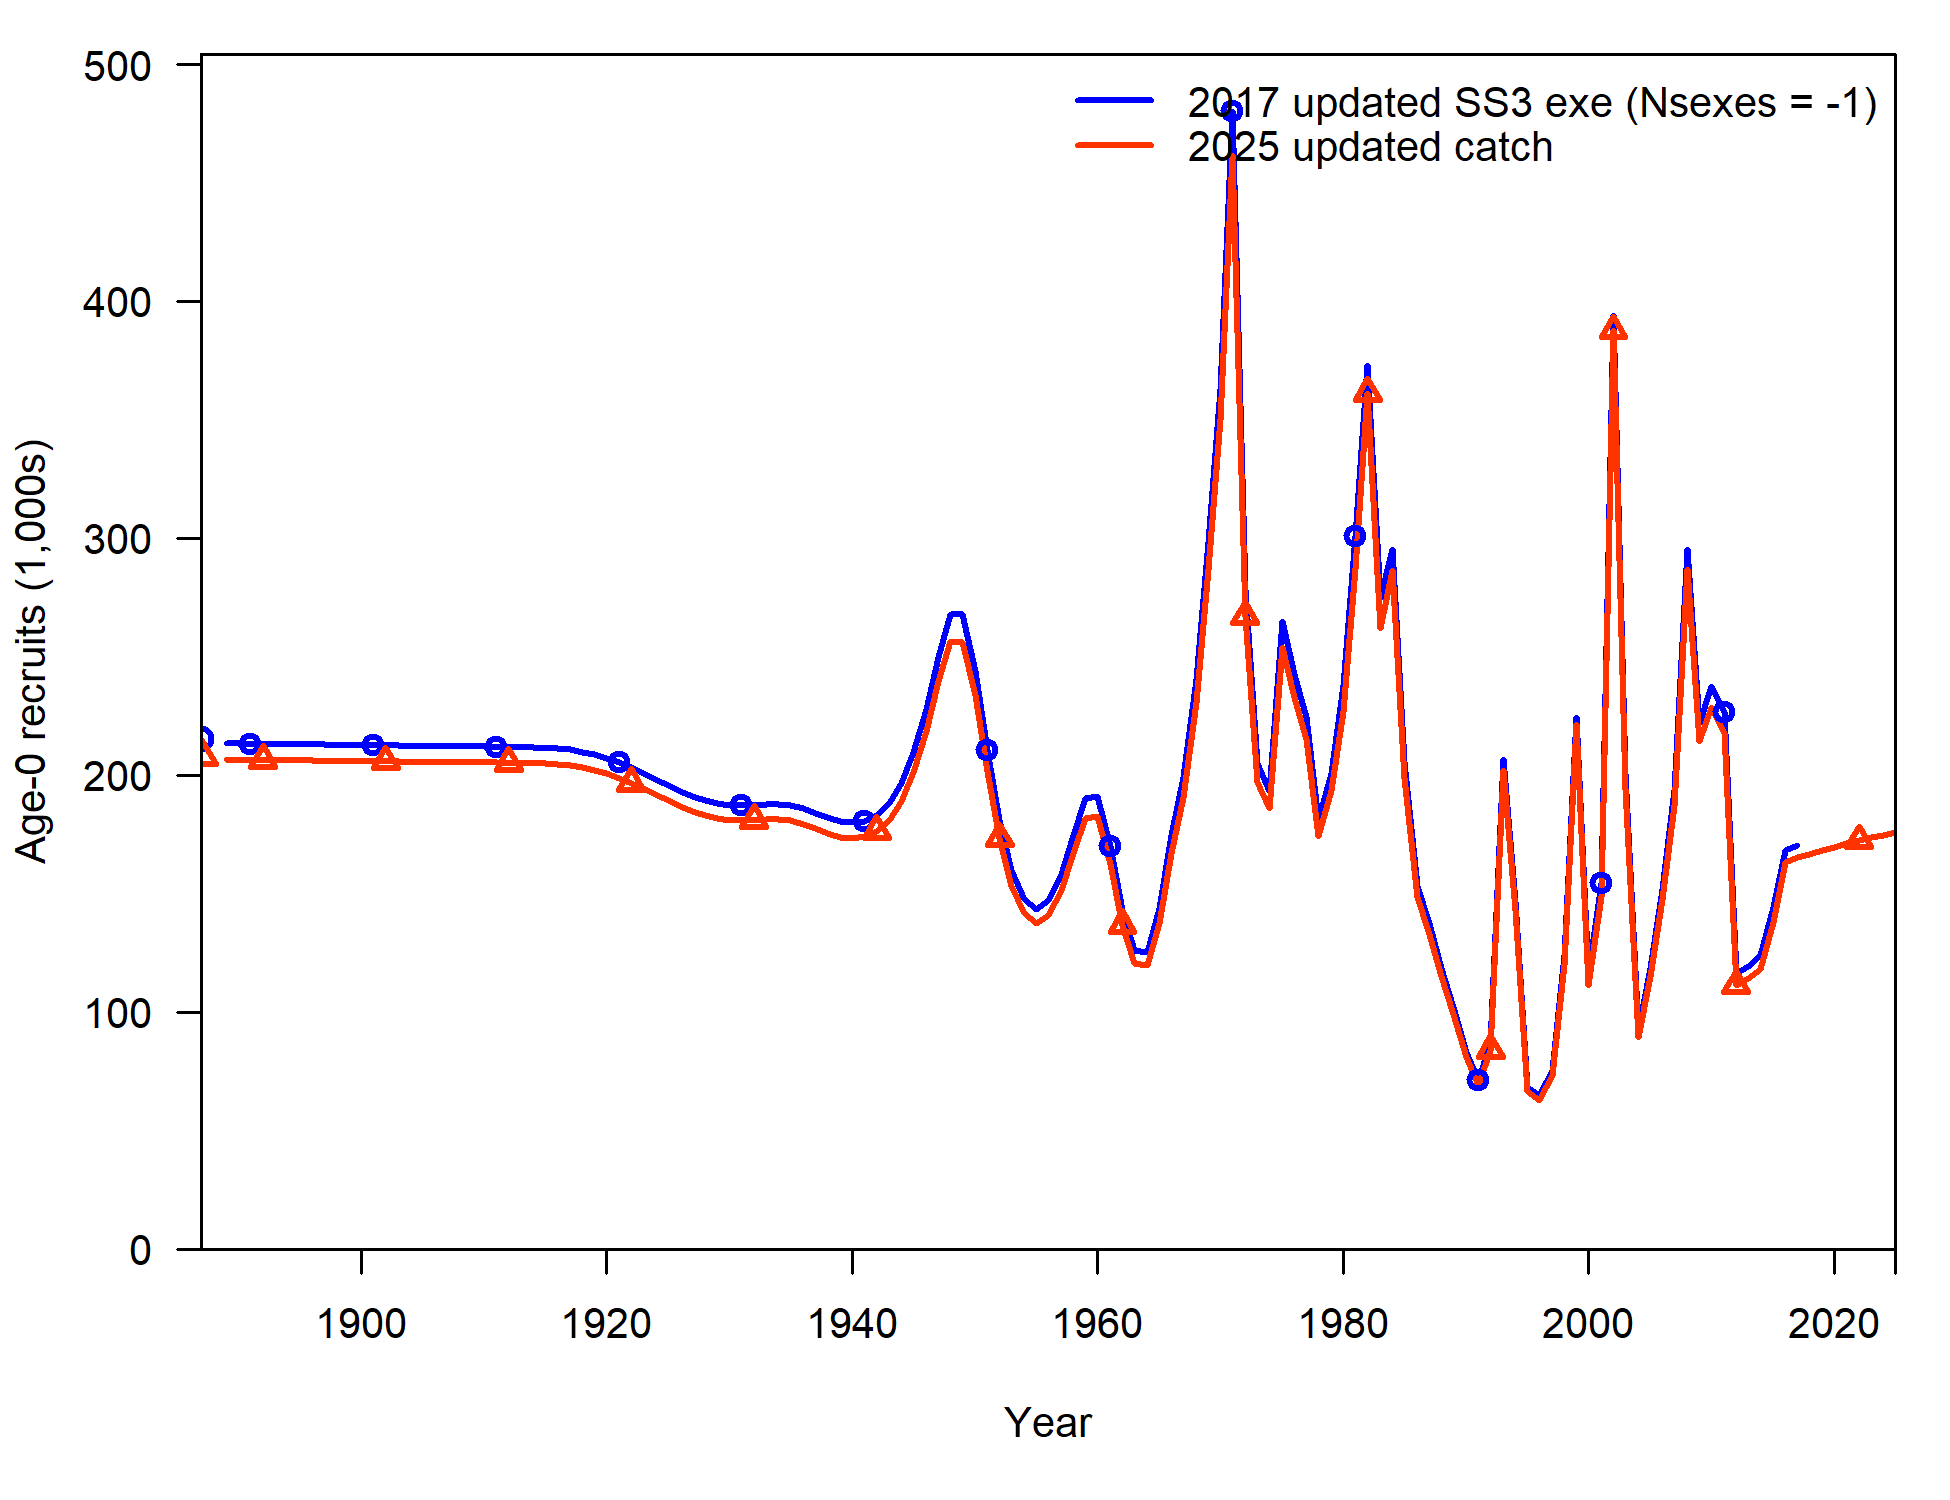 500
400
300
200
100
0
Age-0 recruits (1,000s)
2017 updated SS3 exe (Nsexes = -1)
2025 updated catch
1900 1920 1940 1960 1980 2000 2020
Year